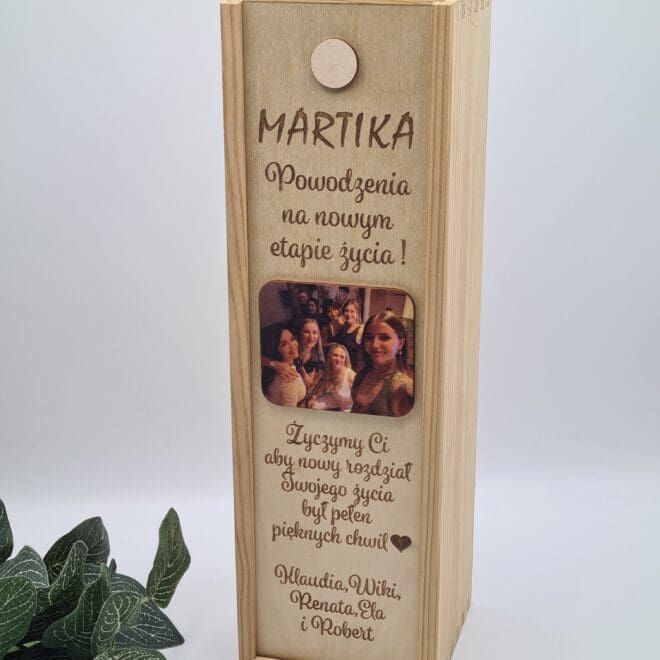 MARTIKA
Powodzenia
na nowym
etapie życia!
Życzymy Ci
aby nowy rozdział
Twojego życia
był pełen
pięknych chwil
Klaudia, Wiki,
Renata, Ela
i Robert